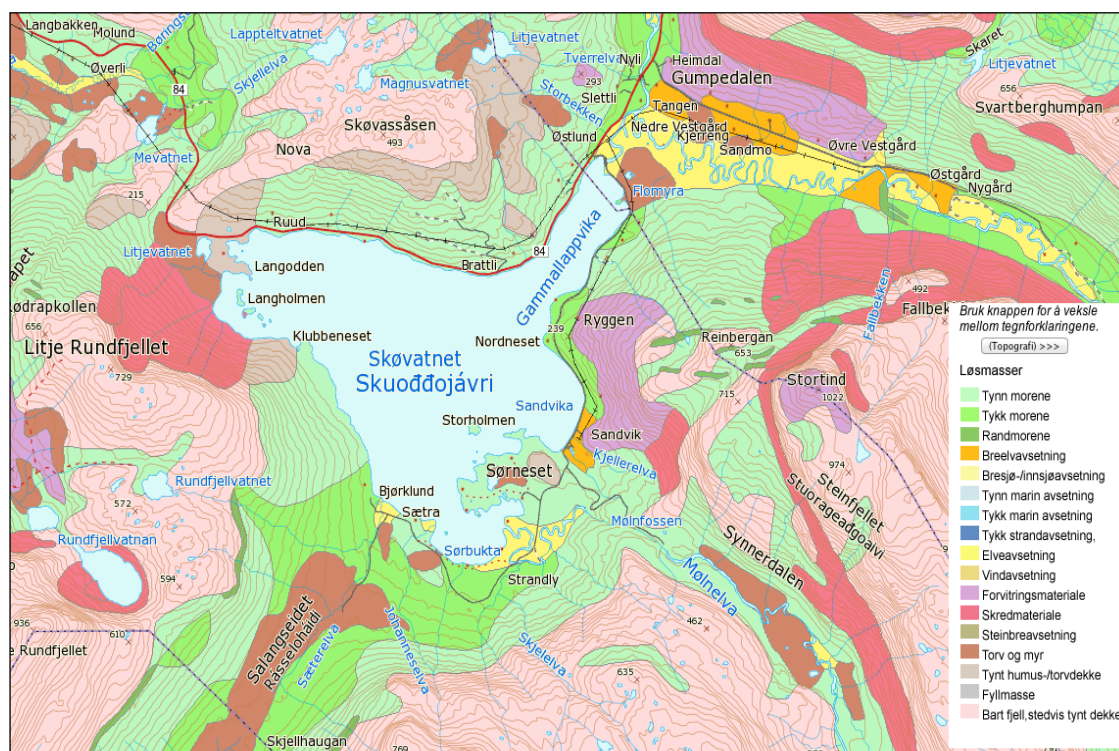 Langbakken
Molund
Børings
Lappteltvatnet
Litjevatnet
Skaret
Øverli
Skjellelva
Tverrelva
Nyli
Heimdal
Litjevatnet
84
Magnusvatnet
293
Gumpedalen
656
Storbekken
Slettli
Svartberghumpan
Tangen
Skøvassåsen
Østlund
Nedre Vestgård
Kjerreng
Mevatnet
Nova
493
Sandmo
Øvre Vestgård
Østgård
215
Flomyra
Nygård
Ruud
Litjevatnet
Langodden
Brattli
84
Gammallappvika
Fallbekken
492
Langholmen
Fallbek
ødrapkollen
656
239
Ryggen
Klubbeneset
Reinbergan
Litje Rundfjellet
Nordneset
653
729
Skøvatnet
Skuođđojávri
Stortind
1022
715
Sandvika
Storholmen
Sandvik
Kjellerelva
974
Steinfjellet
Stuorageađgoaivi
Sørneset
Rundfjellvatnet
Bjørklund
572
Sætra
Mølnfossen
Rundfjellvatnan
Sørbukta
Synnerdalen
594
Strandly
Mølnelva
936
610
462
e Rundfjellet
Salangseidet
Rasselohåidi
Sæterelva
Johanneselva
Skjelelva
635
Skjellhaugan
769
Bruk knappen for å veksle
mellom tegnforklaringene.
(Topografi) >>>
Løsmasser
Tynn morene
Tykk morene
Randmorene
Breelvavsetning
Bresjø-/innsjøavsetning
Tynn marin avsetning
Tykk marin avsetning
Tykk strandavsetning,
Elveavsetning
Vindavsetning
Forvitringsmateriale
Skredmateriale
Steinbreavsetning
Torv og myr
Tynt humus-/torvdekke
Fyllmasse
Bart fjell,stedvis tynt dekke